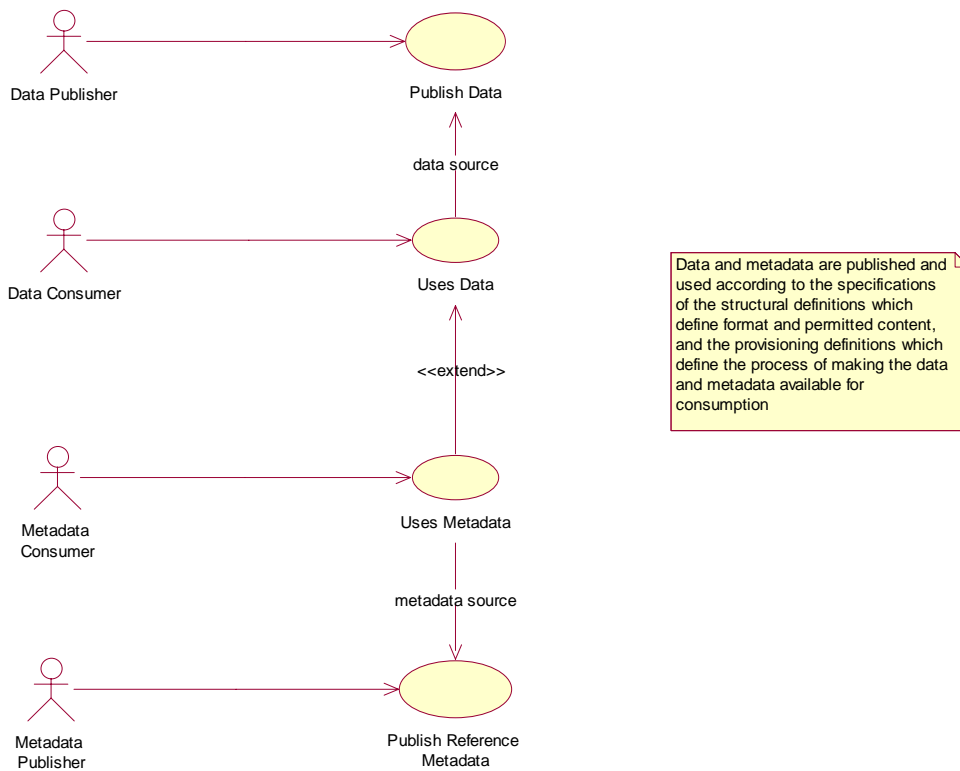 Data Publisher
Publish Data
data source
Data Consumer
Uses Data
Data and metadata are published and
used according to the specifications
of the structural definitions which
define format and permitted content,
and the provisioning definitions which
define the process of making the data
and metadata available for
consumption
<<extend>>
Metadata
Consumer
Uses Metadata
metadata source
Metadata
Publisher
Publish Reference
Metadata